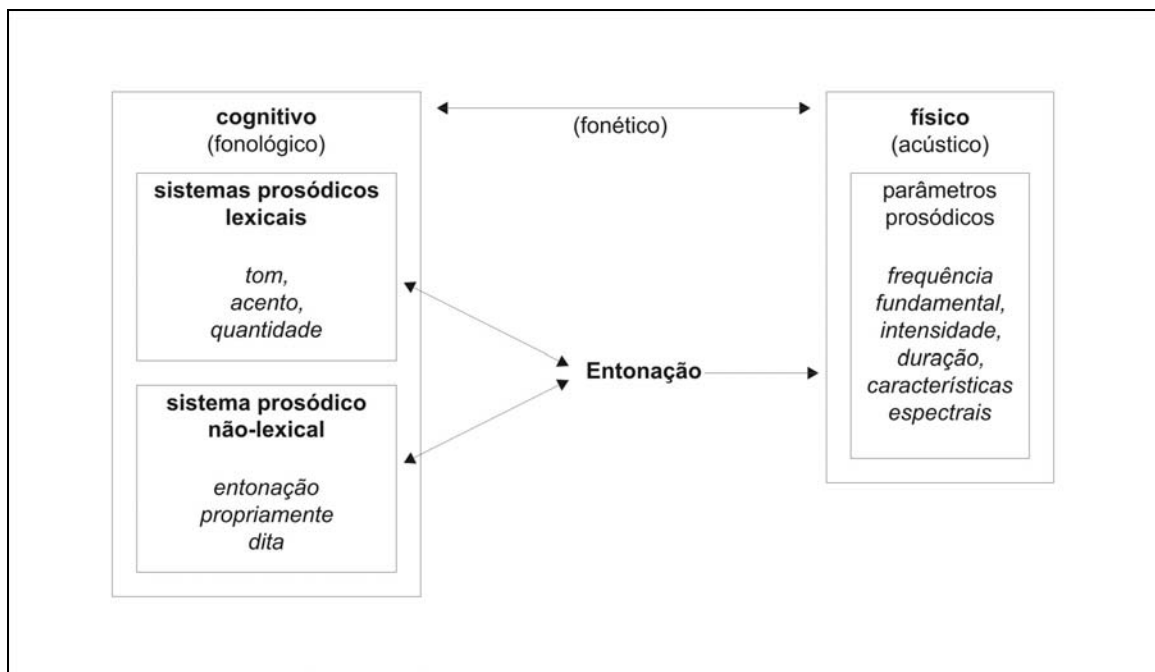 cognitivo
(fonológico)
sistemas prosódicos
lexicais
tom,
acento,
quantidade
sistema prosódico
não-lexical
entonação
propriamente
dita
(fonético)
Entonação
físico
(acústico)
parâmetros
prosódicos
frequência
fundamental,
intensidade,
duração,
características
espectrais